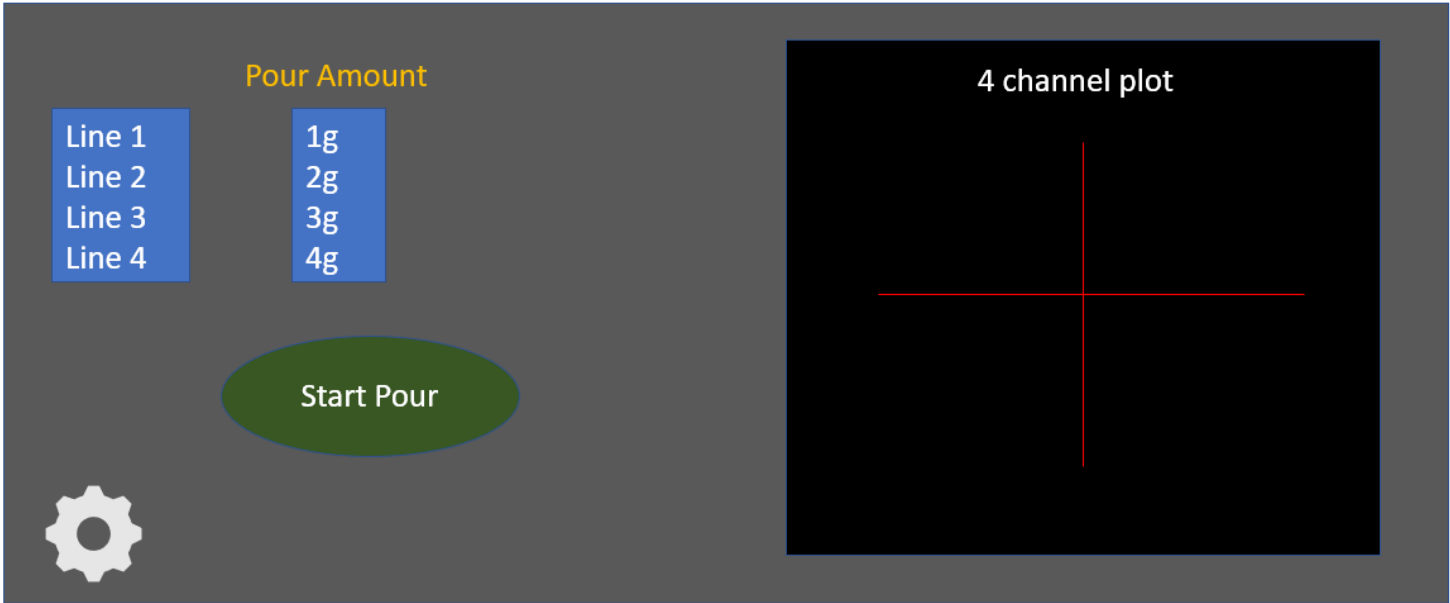 Pour Amount
Line 1
Line 2
Line 3
Line 4
1g
2g
3g
4g
Start Pour
4 channel plot